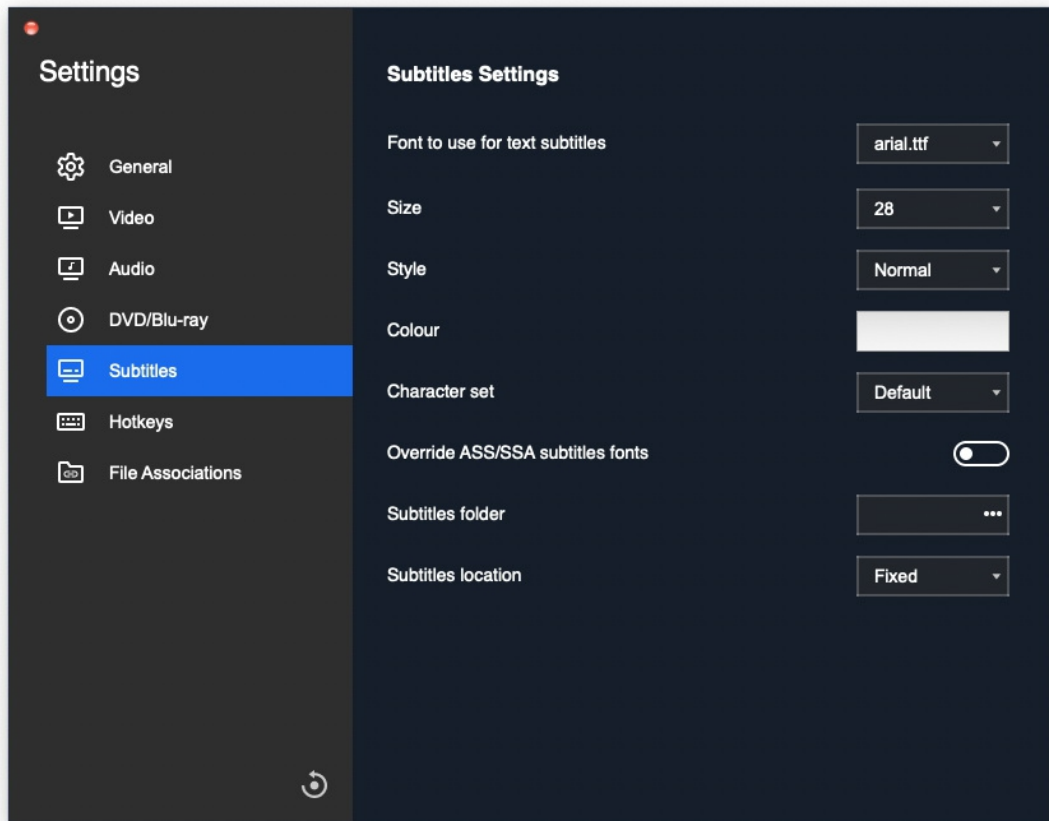 Settings
General
Video
Audio
DVD/Blu-ray
Subtitles
Hotkeys
File Associations
Subtitles Settings
Font to use for text subtitles arial.ttf
Size 28
Style Normal
Colour
Character set Default
Override ASS/SSA subtitles fonts
Subtitles folder •••
Subtitles location Fixed